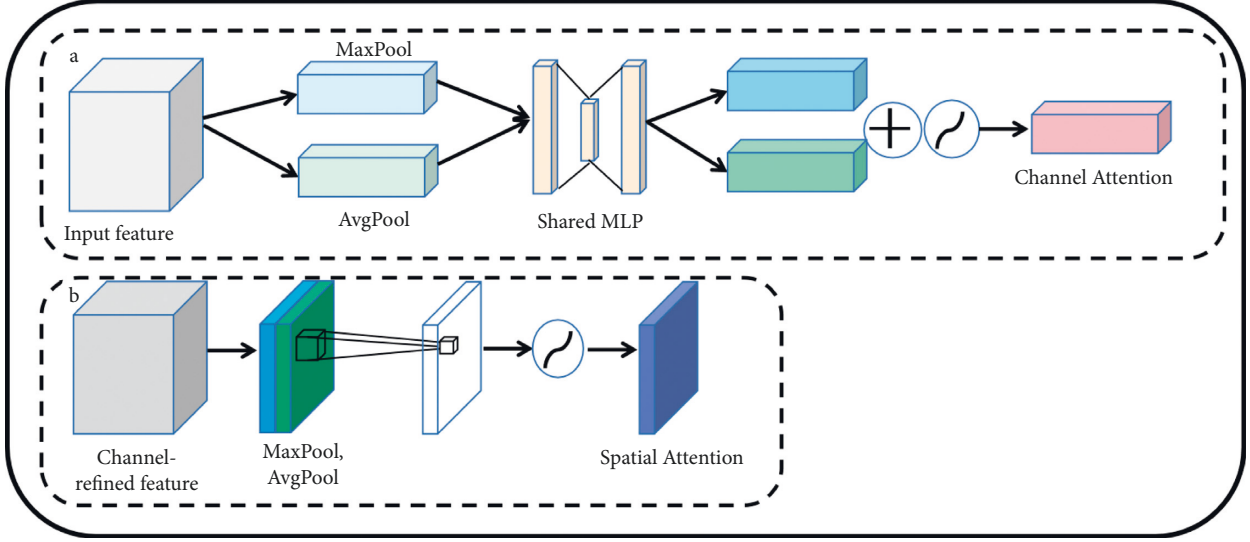 a
MaxPool
AvgPool
Input feature
Shared MLP
Channel Attention
b
Channel-
refined feature
MaxPool,
AvgPool
Spatial Attention